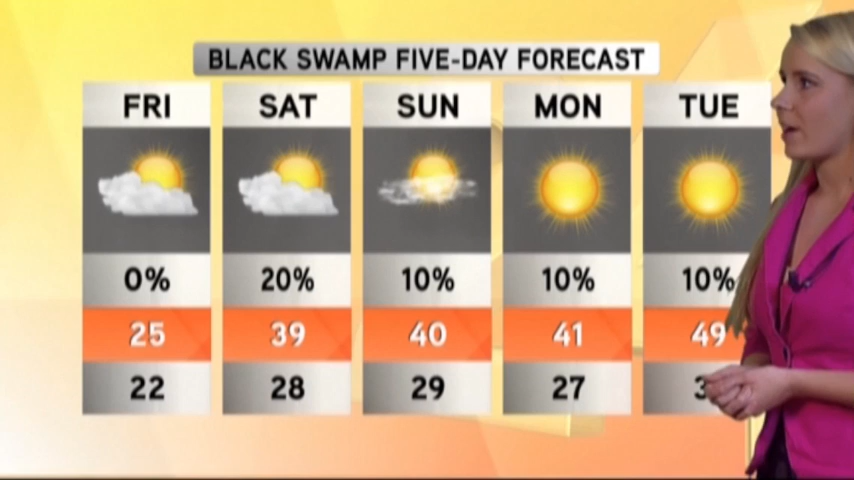 BLACK SWAMP FIVE-DAY FORECAST
FRI SAT SUN MON TUE
0% 20% 10% 10% 10%
25 39 40 41 49
22 28 29 27